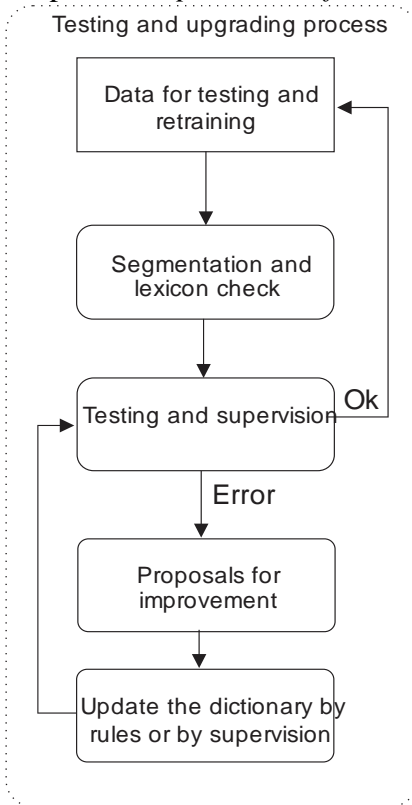 Testing and upgrading process
Data for testing and
retraining
Segmentation and
lexicon check
Testing and supervision
Ok
Error
Proposals for
improvement
Update the dictionary by
rules or by supervision